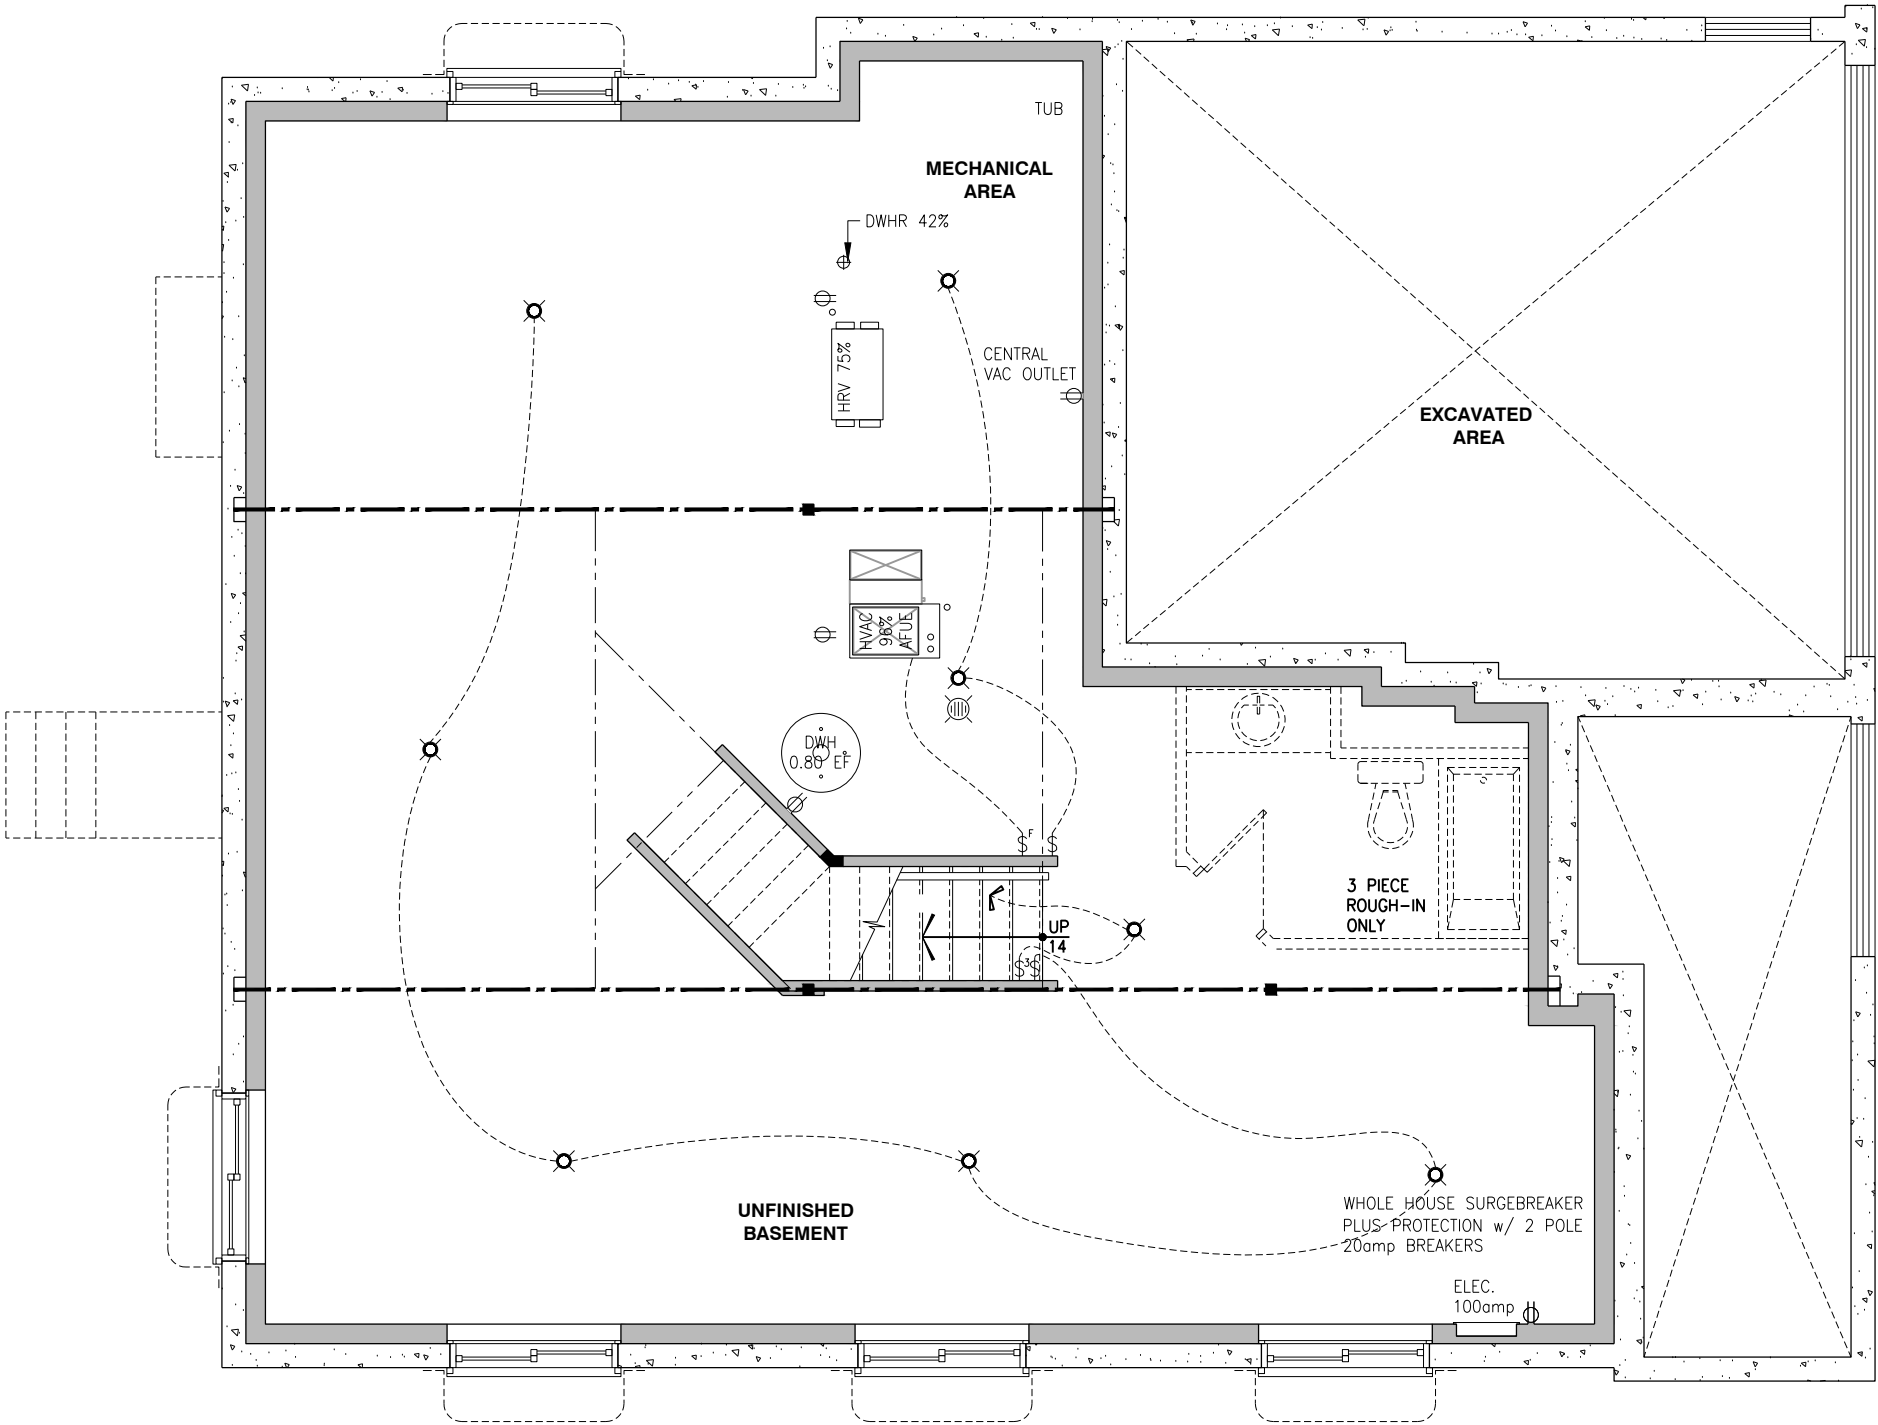 TUB
MECHANICAL
AREA
DWHR 42%
HRV 75%
CENTRAL
VAC OUTLET
EXCAVATED
AREA
HVAC
96%
AFUE
DWH
0.80 EF
S F
S
3 PIECE
ROUGH-IN
ONLY
UP
14
S 3 S
UNFINISHED
BASEMENT
WHOLE HOUSE SURGEBREAKER
PLUS PROTECTION w/ 2 POLE
20amp BREAKERS
ELEC.
100amp